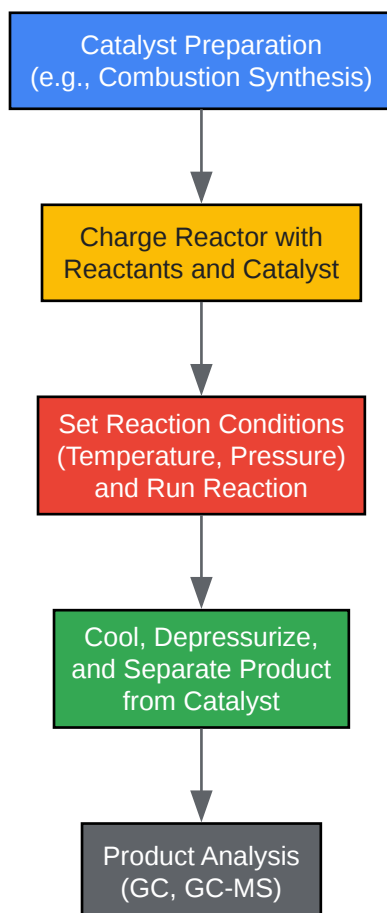 Catalyst Preparation
(e.g., Combustion Synthesis)
Charge Reactor with
Reactants and Catalyst
Set Reaction Conditions
(Temperature, Pressure)
and Run Reaction
Cool, Depressurize,
and Separate Product
from Catalyst
Product Analysis
(GC, GC-MS)